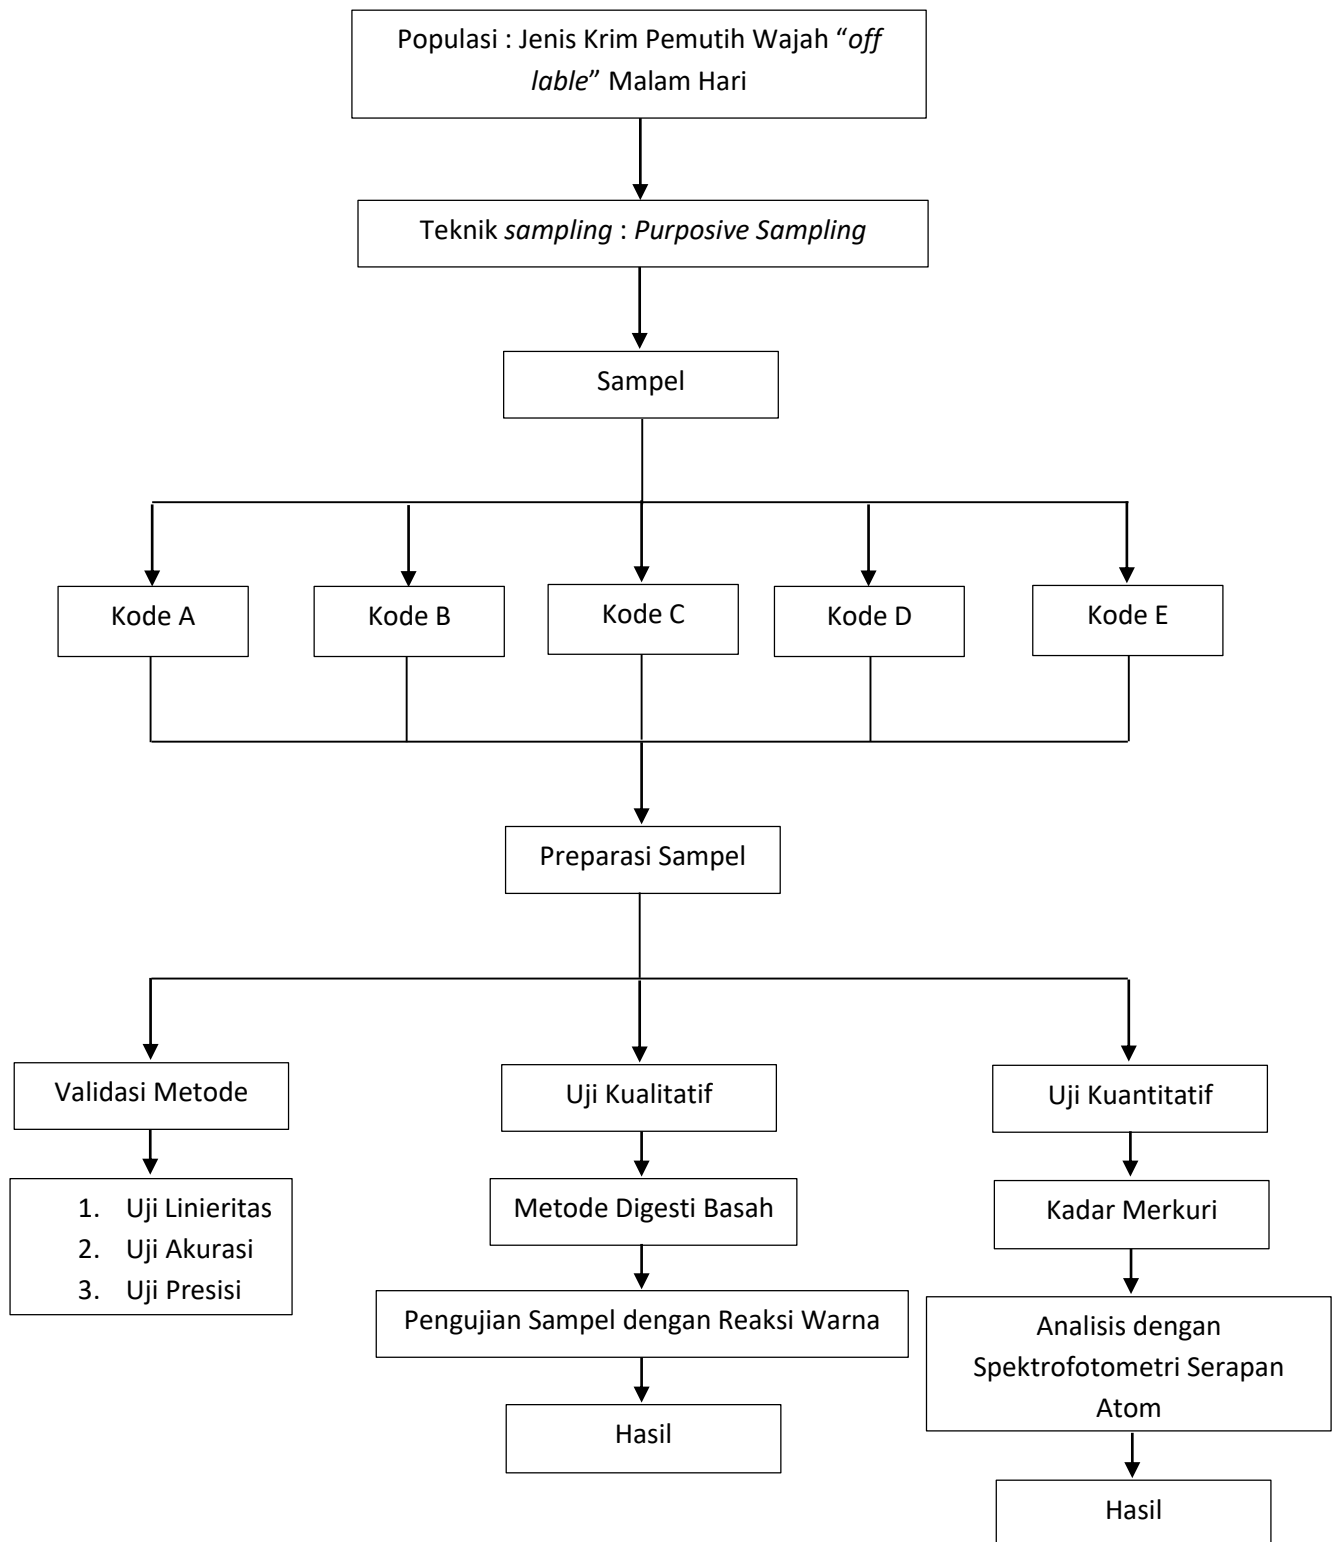 Populasi : Jenis Krim Pemutih Wajah “off
lable” Malam Hari
Teknik sampling : Purposive Sampling
Sampel
Kode A
Kode B
Kode C
Kode D
Kode E
Preparasi Sampel
Validasi Metode
Uji Kualitatif
Uji Kuantitatif
1. Uji Linieritas
2. Uji Akurasi
3. Uji Presisi
Metode Digesti Basah
Kadar Merkuri
Pengujian Sampel dengan Reaksi Warna
Analisis dengan
Spektrofotometri Serapan
Atom
Hasil
Hasil